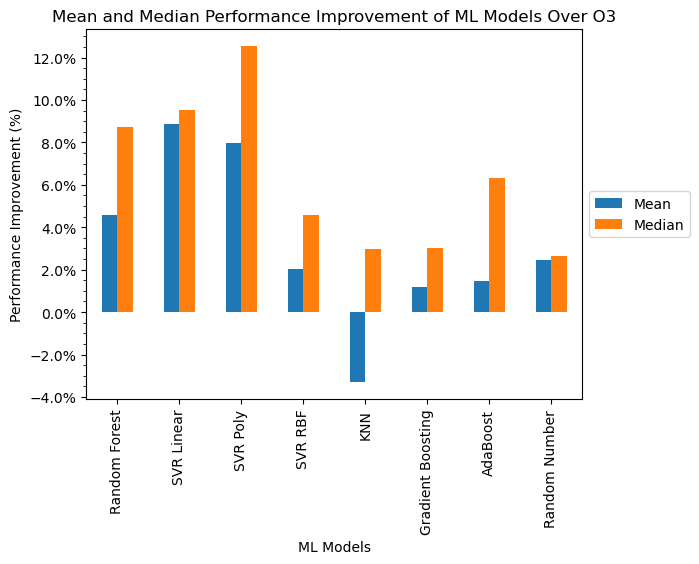 Mean and Median Performance Improvement of ML Models Over O3
Performance Improvement (%)
12.0%
10.0%
8.0%
6.0%
4.0%
2.0%
0.0%
−2.0%
−4.0%
Mean
Median
Random Forest
SVR Linear
SVR Poly
SVR RBF
KNN
Gradient Boosting
AdaBoost
Random Number
ML Models